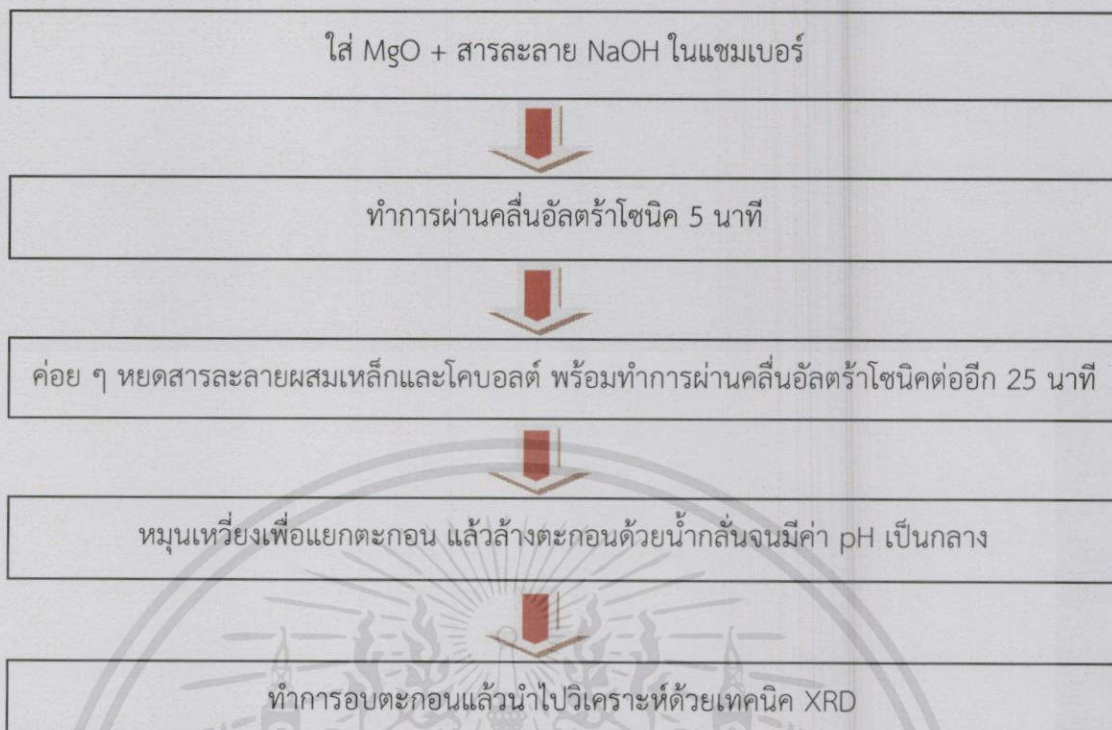 ใส่ MgO + สารละลาย NaOH ในแชมเบอร์
ทำการผ่านคลื่นอัลตร้าโซนิค 5 นาที
ค่อย ๆ หยดสารละลายผสมเหล็กและโคบอลต์ พร้อมทำการผ่านคลื่นอัลตร้าโซนิคต่ออีก 25 นาที
หมุนเหวี่ยงเพื่อแยกตะกอน แล้วล้างตะกอนด้วยน้ำกลั่นจนมีค่า pH เป็นกลาง
ทำการอบตะกอนแล้วนำไปวิเคราะห์ด้วยเทคนิค XRD